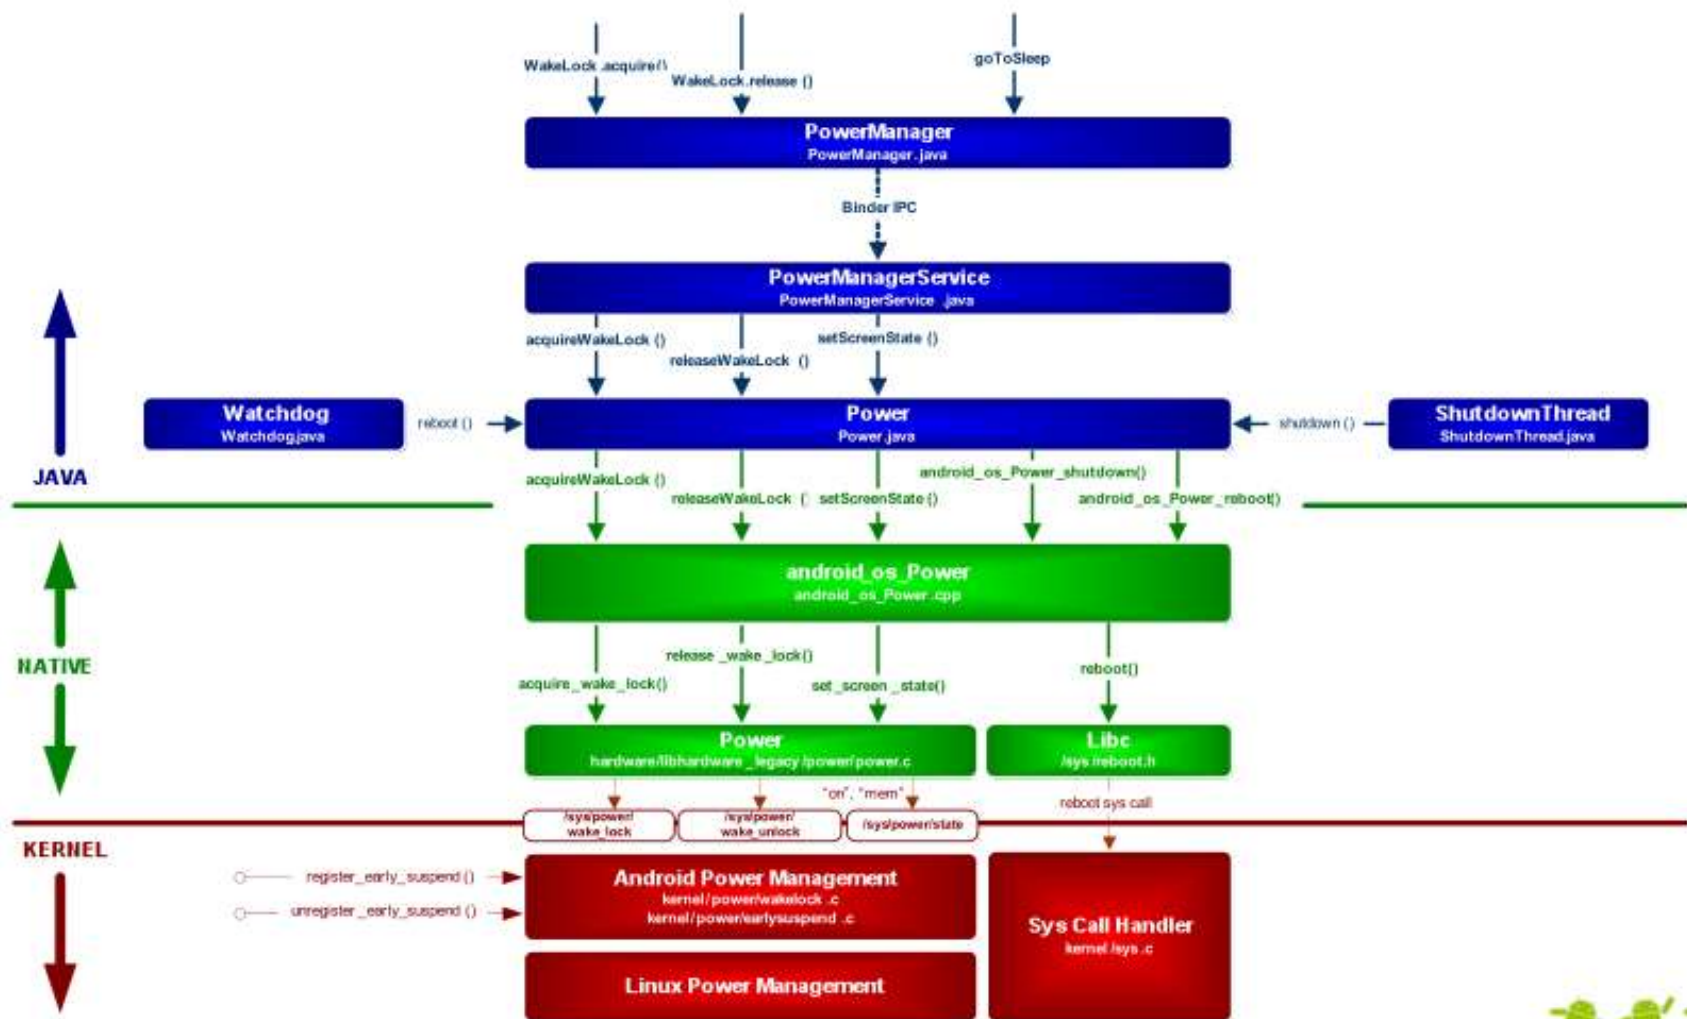 WakeLock .acquire()
WakeLock.release ()
goToSleep
PowerManager
PowerManager.java
Binder IPC
PowerManagerService
PowerManagerService .java
acquireWakeLock ()
releaseWakeLock ()
setScreenState ()
Watchdog
Watchdog.java
reboot ()
Power
Power.java
shutdown ()
ShutdownThread
ShutdownThread.java
JAVA
acquireWakeLock ()
releaseWakeLock (
setScreenState ()
android_os_Power_shutdown()
android_os_Power_reboot()
android_os_Power
android_os_Power.cpp
NATIVE
acquire_wake_lock()
release _wake_lock()
set_screen _state()
reboot()
Power
hardware/libhardware _legacy /power/power.c
Libc
/sys/reboot.h
"on", "mem"
reboot sys call
/sys/power/
wake_lock
/sys/power/
wake_unlock
/sys/power/state
KERNEL
register_early_suspend ()
unregister_early_suspend ()
Android Power Management
kernel/power/wakelock .c
kernel/power/earlysuspend .c
Sys Call Handler
kernel /sys .c
Linux Power Management